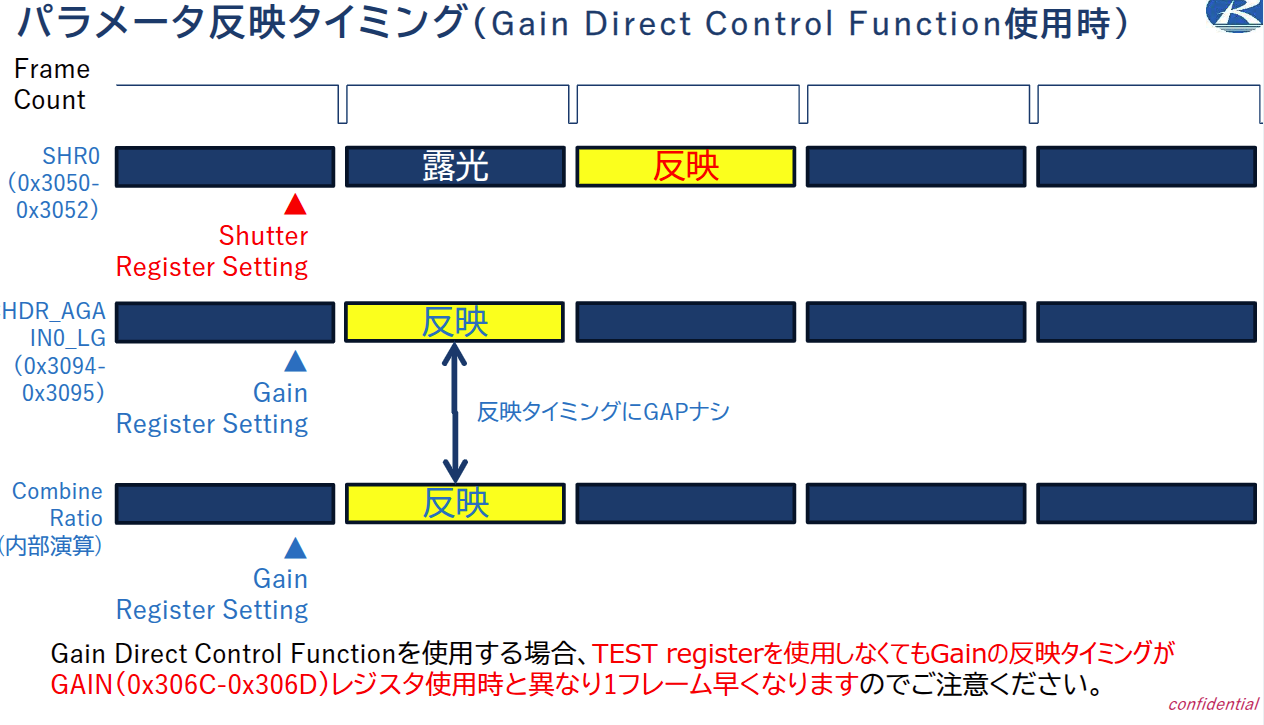 パラメータ反映タイミング（Gain Direct Control Function使用時）
Frame
Count
SHR0
（0x3050-
0x3052）
露光
反映
Shutter
Register Setting
HDR_AGA
IN0_LG
（0x3094-
0x3095）
反映
Gain
Register Setting
反映タイミングにGAPナシ
Combine
Ratio
（内部演算）
反映
Gain
Register Setting
Gain Direct Control Functionを使用する場合、TEST registerを使用しなくてもGainの反映タイミングが
GAIN（0x306C-0x306D）レジスタ使用時と異なり1フレーム早くなりますのでご注意ください。
confidential